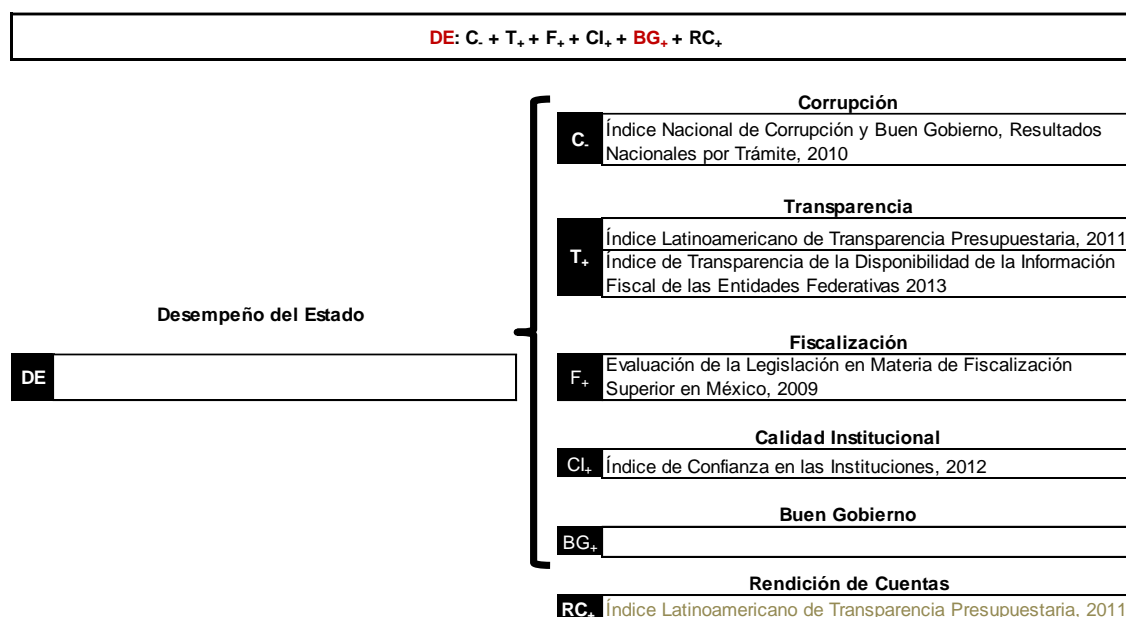 DE: C- + T+ + F+ + CI+ + BG+ + RC+
Corrupción
C-
Índice Nacional de Corrupción y Buen Gobierno, Resultados
Nacionales por Trámite, 2010
Transparencia
T+
Índice Latinoamericano de Transparencia Presupuestaria, 2011
Índice de Transparencia de la Disponibilidad de la Información
Fiscal de las Entidades Federativas 2013
Desempeño del Estado
DE
Fiscalización
F+
Evaluación de la Legislación en Materia de Fiscalización
Superior en México, 2009
Calidad Institucional
CI+
Índice de Confianza en las Instituciones, 2012
Buen Gobierno
BG+
Rendición de Cuentas
RC+
Índice Latinoamericano de Transparencia Presupuestaria, 2011